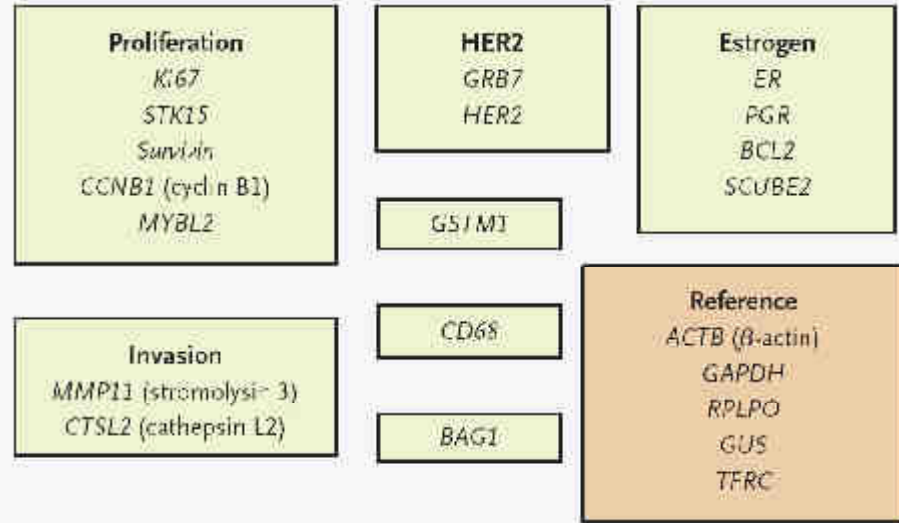 Proliferation
Ki67
STK15
Survivin
CCNB1 (cyclin B1)
MYBL2
HER2
GRB7
HER2
Estrogen
ER
PGR
BCL2
SCUBE2
GSTM1
CD68
BAG1
Invasion
MMP11 (stromolysin 3)
CTSL2 (cathepsin L2)
Reference
ACTB (β-actin)
GAPDH
RPLPO
GUS
TFRC